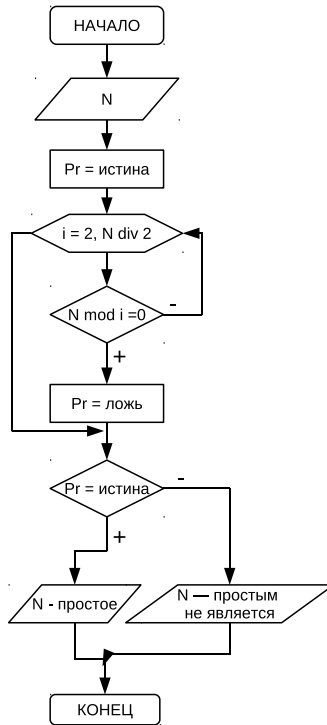 НАЧАЛО
N
Pr = истина
i = 2, N div 2
N mod i =0
-
+
Pr = ложь
Pr = истина
-
+
N - простое
N — простым
не является
КОНЕЦ